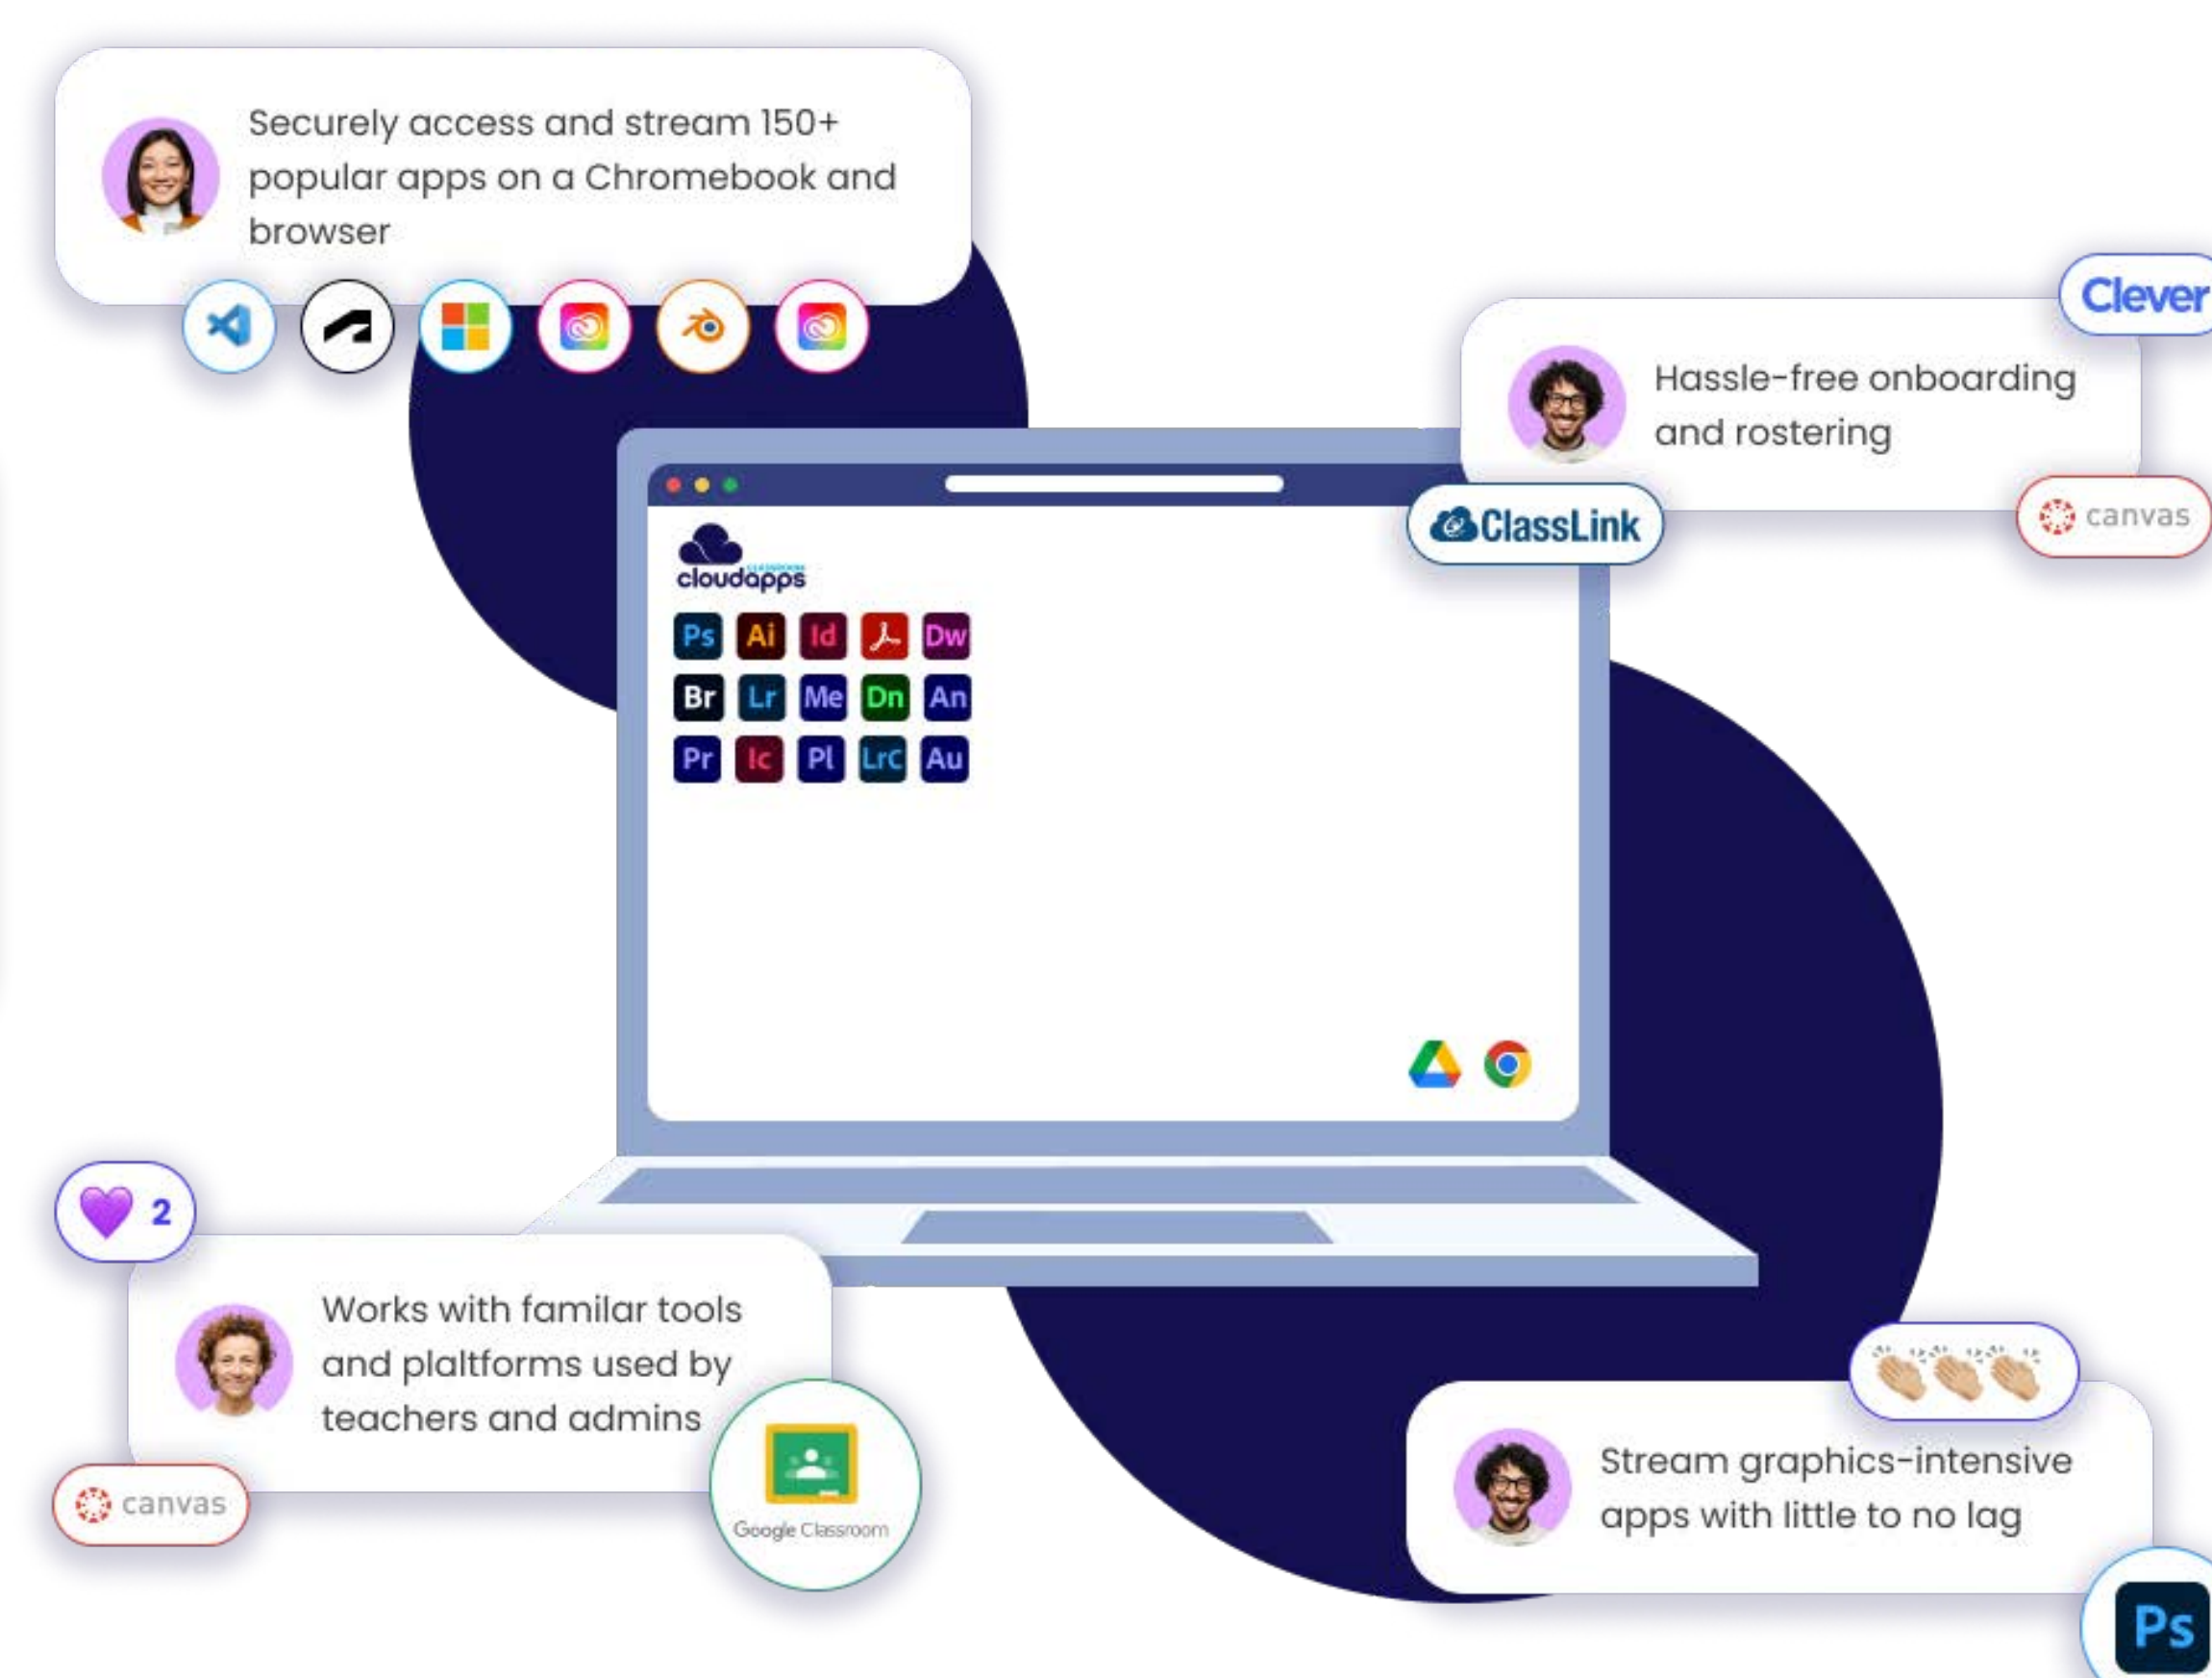 Securely access and stream 150+
popular apps on a Chromebook and
browser
Clever
Hassle-free onboarding
and rostering
ClassLink
canvas
CLASSROOM
cloudapps
Ps Ai Id Dw
Br Lr Me Dn An
Pr Ic Pl LrC Au
2
Works with familar tools
and plaltforms used by
teachers and admins
canvas
Google Classroom
Stream graphics-intensive
apps with little to no lag
Ps